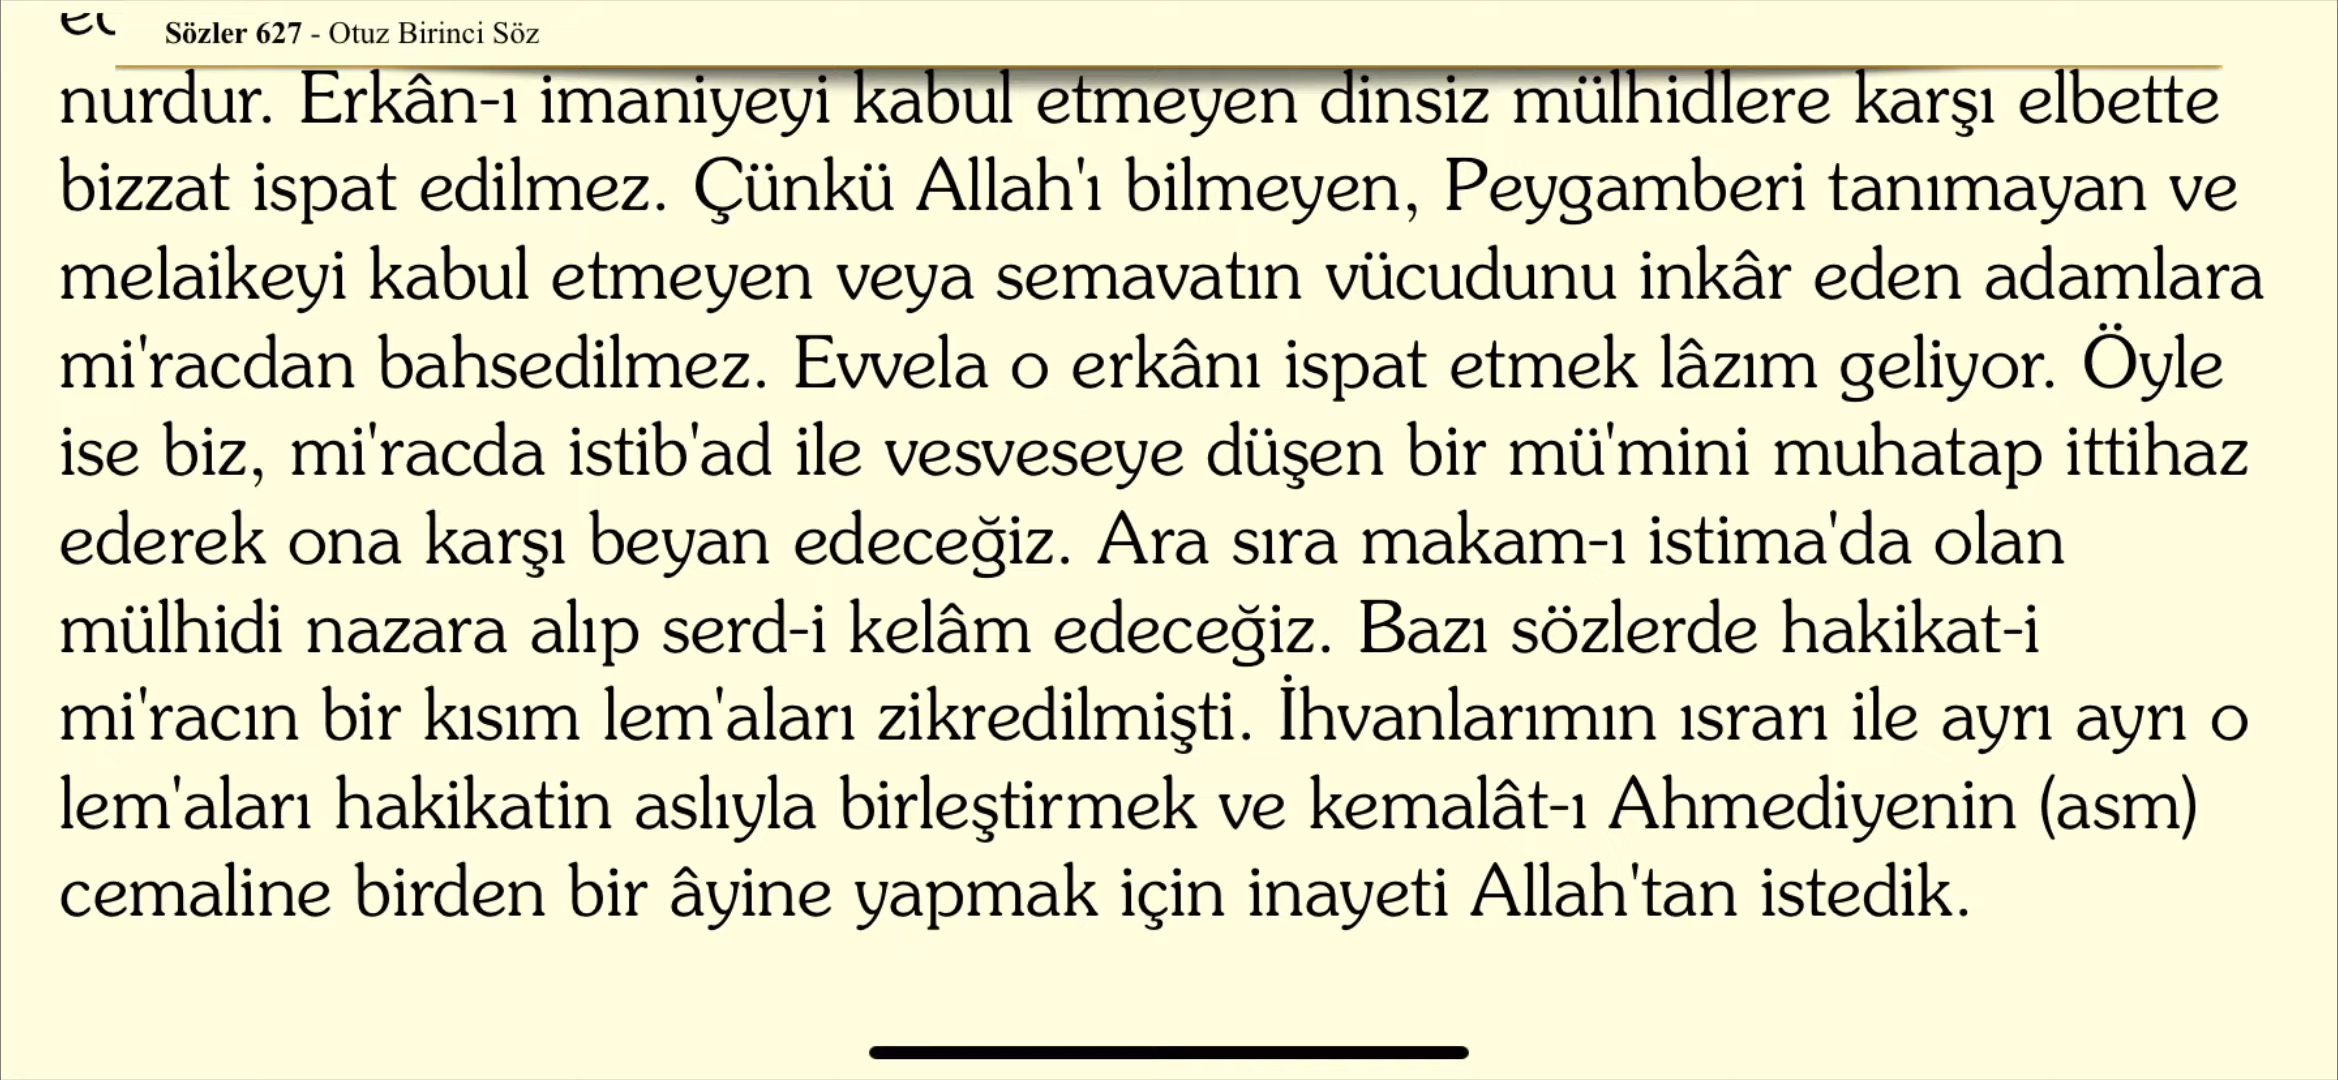 Sözler 627 - Otuz Birinci Söz
nurdur. Erkân-ı imaniyeyi kabul etmeyen dinsiz mülhidlere karşı elbette
bizzat ispat edilmez. Çünkü Allah'ı bilmeyen, Peygamberi tanımayan ve
melaikeyi kabul etmeyen veya semavatın vücudunu inkâr eden adamlara
mi'racdan bahsedilmez. Evvela o erkânı ispat etmek lâzım geliyor. Öyle
ise biz, mi'racda istib'ad ile vesveseye düşen bir mü'mini muhatap ittihaz
ederek ona karşı beyan edeceğiz. Ara sıra makam-ı istima'da olan
mülhidi nazara alıp serd-i kelâm edeceğiz. Bazı sözlerde hakikat-i
mi'racın bir kısım lem'aları zikredilmişti. İhvanlarımın ısrarı ile ayrı ayrı o
lem'aları hakikatin aslıyla birleştirmek ve kemalât-ı Ahmediyenin (asm)
cemaline birden bir âyine yapmak için inayeti Allah'tan istedik.